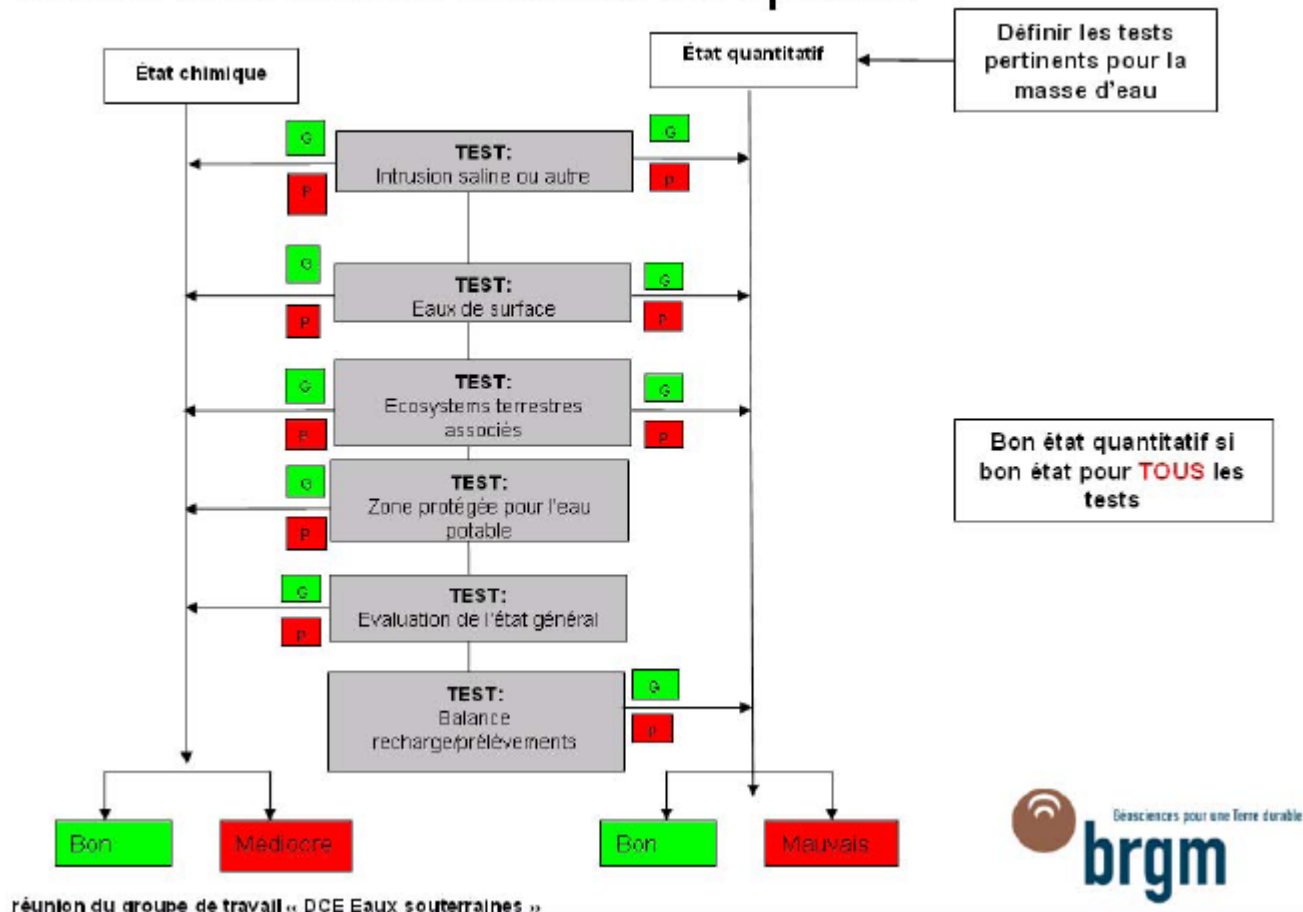 État chimique
État quantitatif
Définir les tests
pertinents pour la
masse d'eau
G
P
TEST:
Intrusion saline ou autre
G
P
G
P
TEST:
Eaux de surface
G
P
G
P
TEST:
Ecosystems terrestres
associés
G
P
Bon état quantitatif si
bon état pour TOUS les
tests
G
P
TEST:
Zone protégée pour l'eau
potable
G
P
TEST:
Evaluation de l'état général
TEST:
Balance
recharge/prélèvements
G
P
Bon
Médiocre
Bon
Mauvais
Géosciences pour une Terre durable
brgm
réunion du groupe de travail « DCE Eaux souterraines »